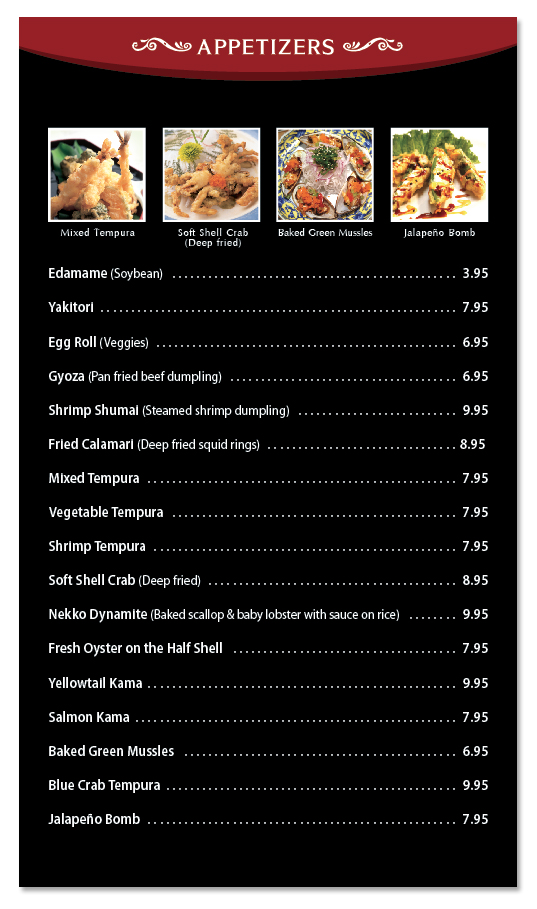 APPETIZERS
Mixed Tempura
Soft Shell Crab
(Deep fried)
Baked Green Mussles
Jalapeño Bomb
Edamame (Soybean) ................................................ 3.95
Yakitori ............................................................ 7.95
Egg Roll (Veggies) .................................................. 6.95
Gyoza (Pan fried beef dumpling) ...................................... 6.95
Shrimp Shumai (Steamed shrimp dumpling) ........................... 9.95
Fried Calamari (Deep fried squid rings) ................................ 8.95
Mixed Tempura .................................................... 7.95
Vegetable Tempura ................................................ 7.95
Shrimp Tempura ................................................... 7.95
Soft Shell Crab (Deep fried) .......................................... 8.95
Nekko Dynamite (Baked scallop & baby lobster with sauce on rice) ........ 9.95
Fresh Oyster on the Half Shell ...................................... 7.95
Yellowtail Kama .................................................... 9.95
Salmon Kama ...................................................... 7.95
Baked Green Mussles .............................................. 6.95
Blue Crab Tempura ................................................. 9.95
Jalapeño Bomb .................................................... 7.95